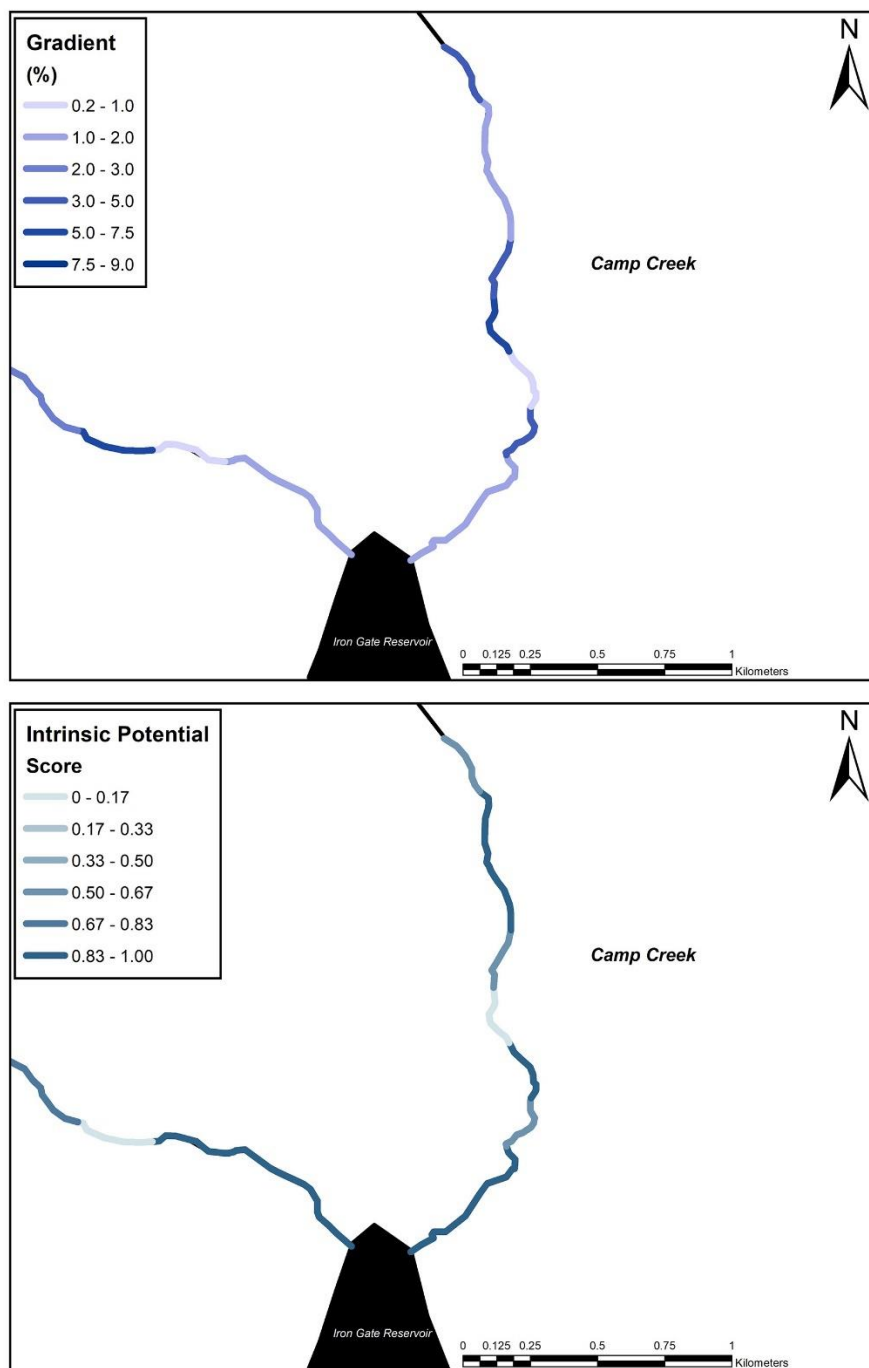 Gradient
(%)
0.2 - 1.0
1.0 - 2.0
2.0 - 3.0
3.0 - 5.0
5.0 - 7.5
7.5 - 9.0
N
Camp Creek
Iron Gate Reservoir
0 0.125 0.25 0.5 0.75 1
Kilometers
Intrinsic Potential
Score
0 - 0.17
0.17 - 0.33
0.33 - 0.50
0.50 - 0.67
0.67 - 0.83
0.83 - 1.00
N
Camp Creek
Iron Gate Reservoir
0 0.125 0.25 0.5 0.75 1
Kilometers